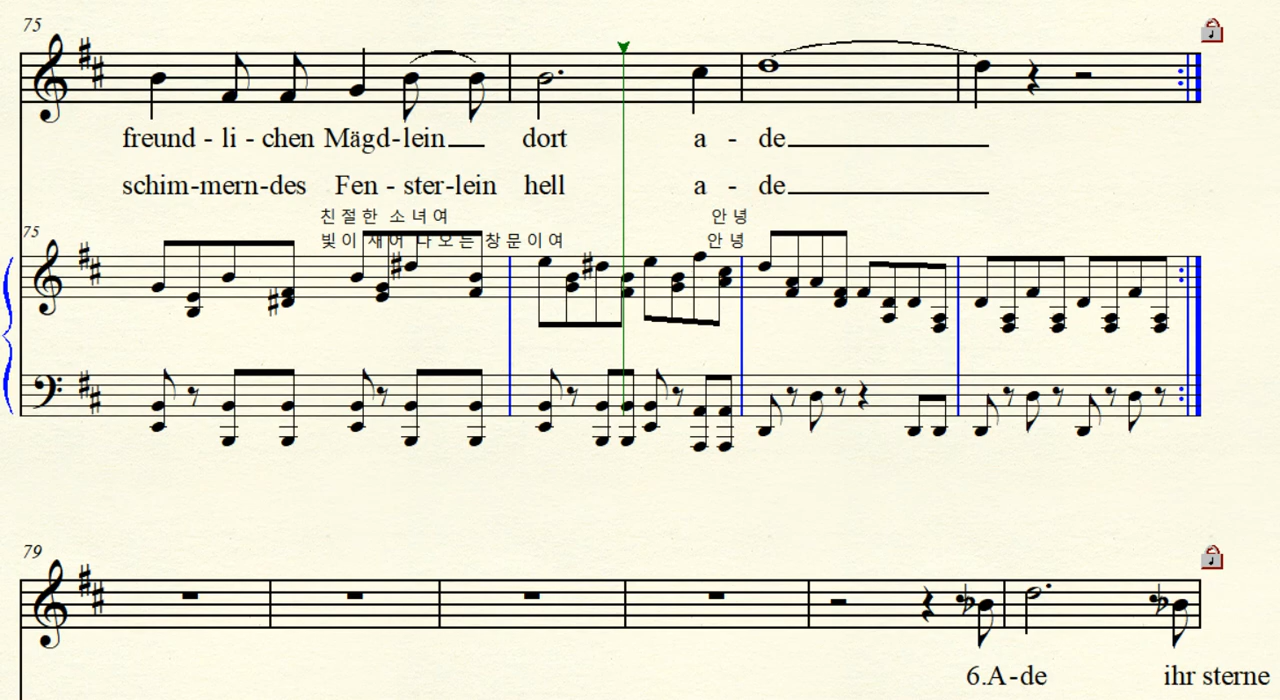 75
freund - li - chen Mägd-lein dort a - de
schim-mern-des Fen - ster-lein hell a - de
친절한 소녀여 안녕
75
빛이 새어 나오는 창문이여 안녕
79
6.A-de ihr sterne